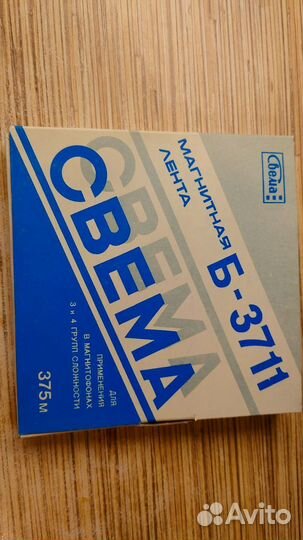 Свема
МАГНИТНАЯ
ЛЕНТА
Б-3711
СВЕМА
СВЕМА
ДЛЯ
ПРИМЕНЕНИЯ
В МАГНИТОФОНАХ
3 и 4 ГРУПП СЛОЖНОСТИ
375 м
Avito